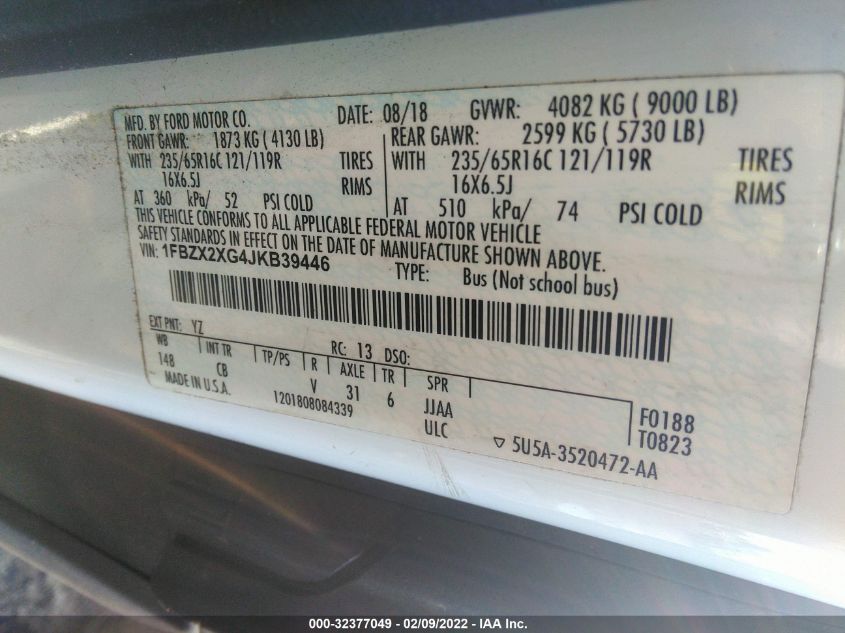 MFD. BY FORD MOTOR CO. DATE: 08/18 GVWR: 4082 KG ( 9000 LB)
FRONT GAWR: 1873 KG ( 4130 LB) REAR GAWR: 2599 KG ( 5730 LB)
WITH 235/65R16C 121/119R TIRES WITH 235/65R16C 121/119R TIRES
16X6.5J RIMS 16X6.5J RIMS
AT 360 kPa/ 52 PSI COLD AT 510 kPa/ 74 PSI COLD
THIS VEHICLE CONFORMS TO ALL APPLICABLE FEDERAL MOTOR VEHICLE
SAFETY STANDARDS IN EFFECT ON THE DATE OF MANUFACTURE SHOWN ABOVE.
VIN: 1FBZX2XG4JKB39446 TYPE: Bus (Not school bus)
EXT PNT: YZ RC: 13 DSO:
WB INT TR TP/PS R AXLE TR SPR
148 CB V 31 6 JJAA
MADE IN U.S.A. 1201808084339 ULC
F0188
T0823
▽ 5U5A-3520472-AA
000-32377049 - 02/09/2022 - IAA Inc.